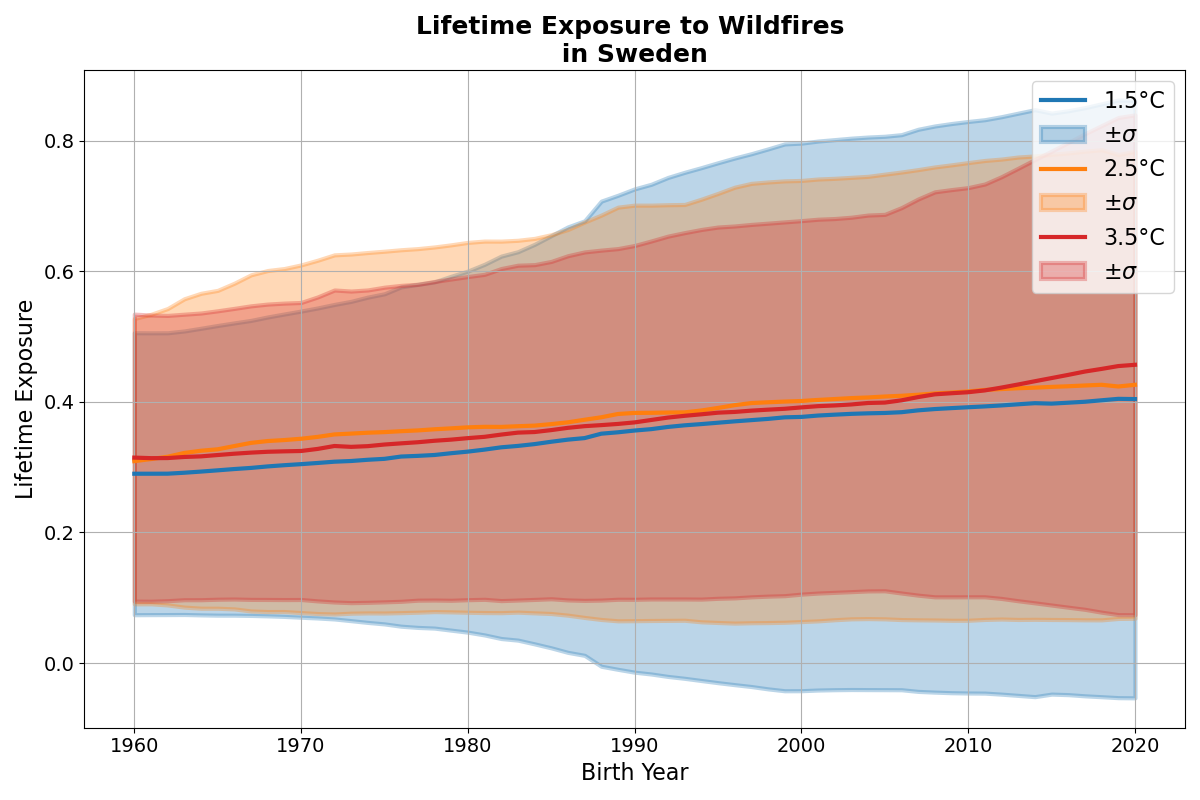 Lifetime Exposure to Wildfires
in Sweden
1.5°C
±σ
2.5°C
±σ
3.5°C
±σ
Lifetime Exposure
0.8
0.6
0.4
0.2
0.0
1960 1970 1980 1990 2000 2010 2020
Birth Year